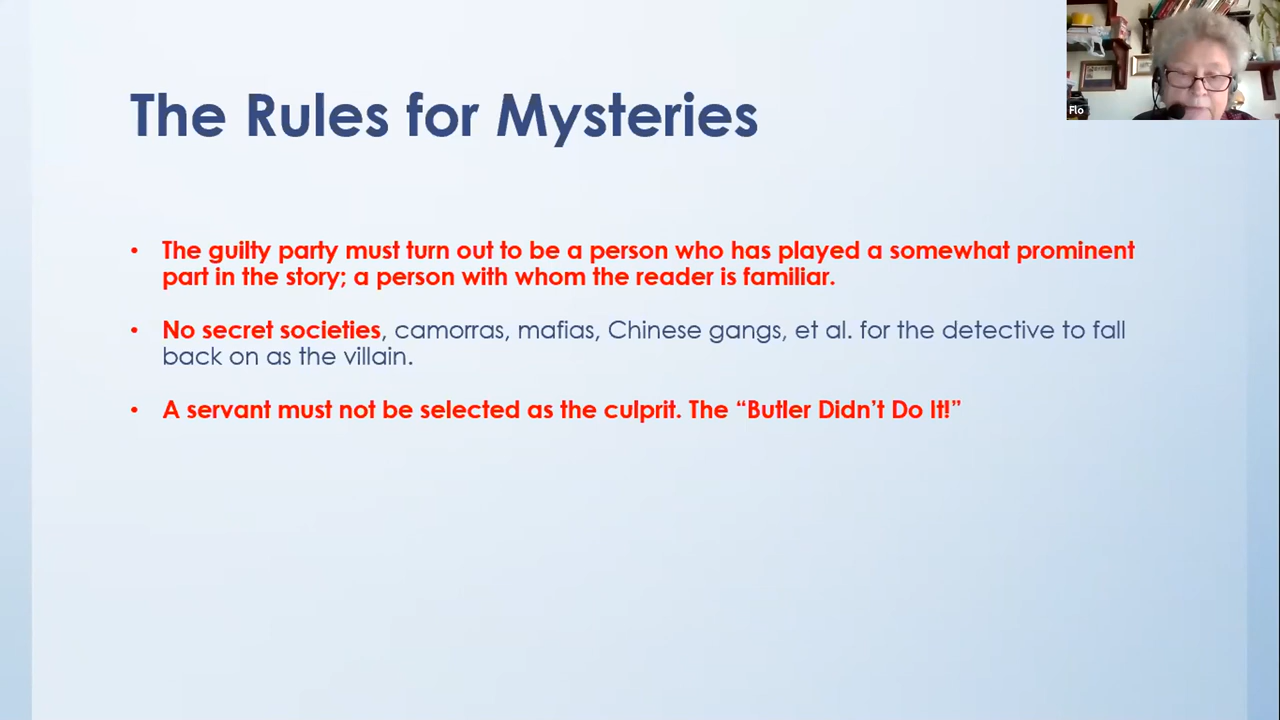 The Rules for Mysteries
Flo
• The guilty party must turn out to be a person who has played a somewhat prominent
part in the story; a person with whom the reader is familiar.
• No secret societies, camorras, mafias, Chinese gangs, et al. for the detective to fall
back on as the villain.
• A servant must not be selected as the culprit. The “Butler Didn’t Do It!”